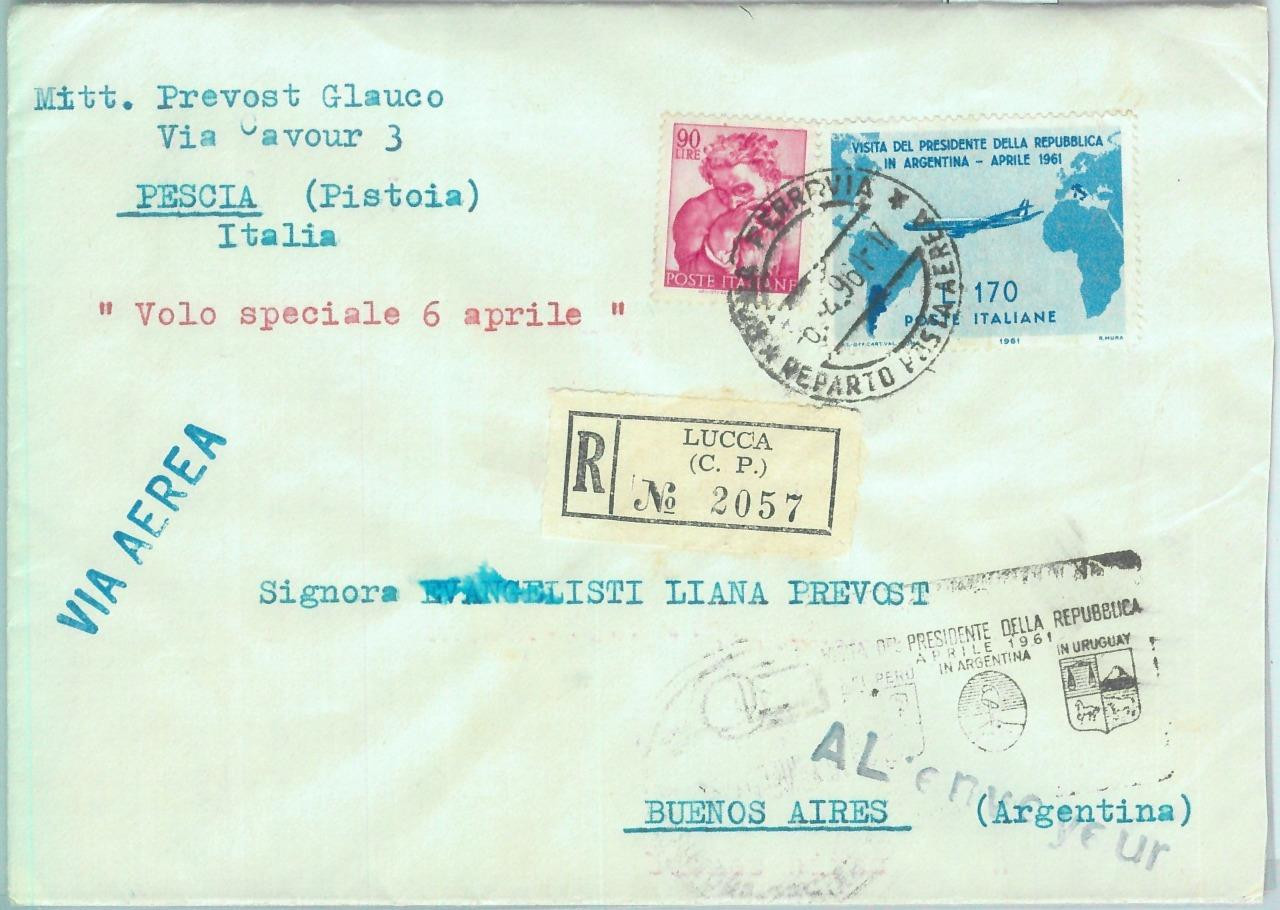 Mitt. Prevost Glauco
Via Cavour 3
PESCIA (Pistoia)
Italia
" Volo speciale 6 aprile "
VIA AEREA
90
LIRE
POSTE ITALIANE
VISITA DEL PRESIDENTE DELLA REPUBBLICA
IN ARGENTINA - APRILE 1961
L. 170
POSTE ITALIANE
1961
R. MURA
FERROVIA * REPARTO POSTA AEREA *
R
LUCCA
(C. P.)
№ 2057
Signora EVANGELISTI LIANA PREVOST
VISITA DEL PRESIDENTE DELLA REPUBBLICA
APRILE 1961
PERU
IN ARGENTINA
IN URUGUAY
AL'envoyeur
BUENOS AIRES (Argentina)